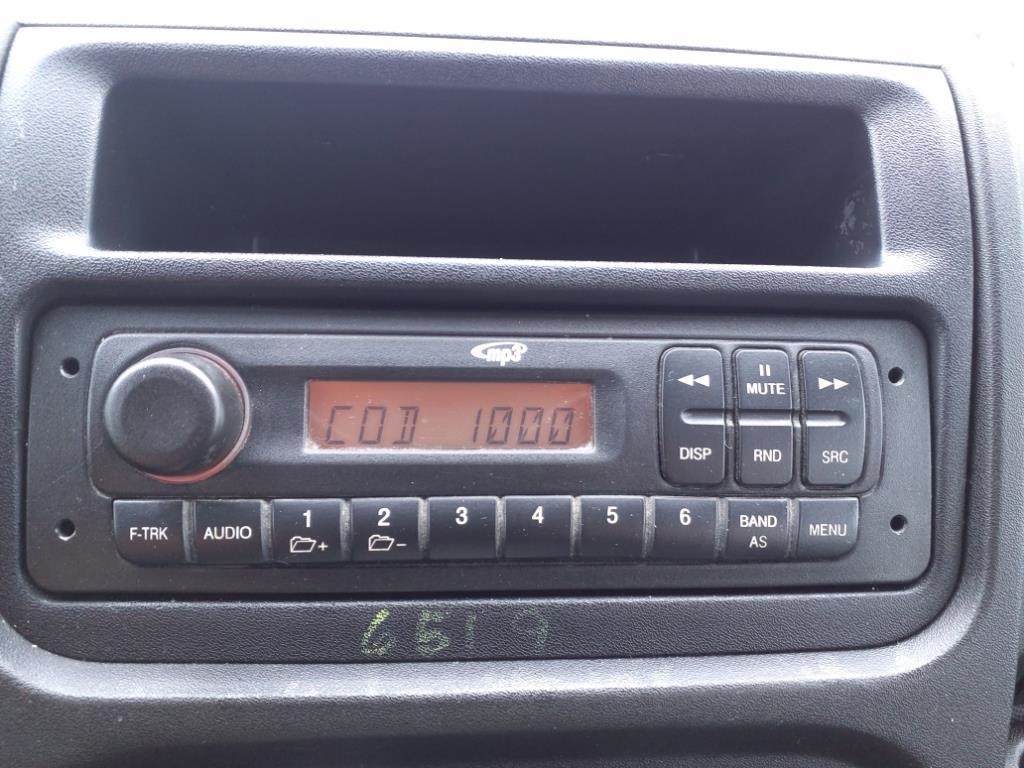 mp3
COD 1000
MUTE
DISP RND SRC
F-TRK AUDIO 1 + 2 - 3 4 5 6 BAND AS MENU
6519